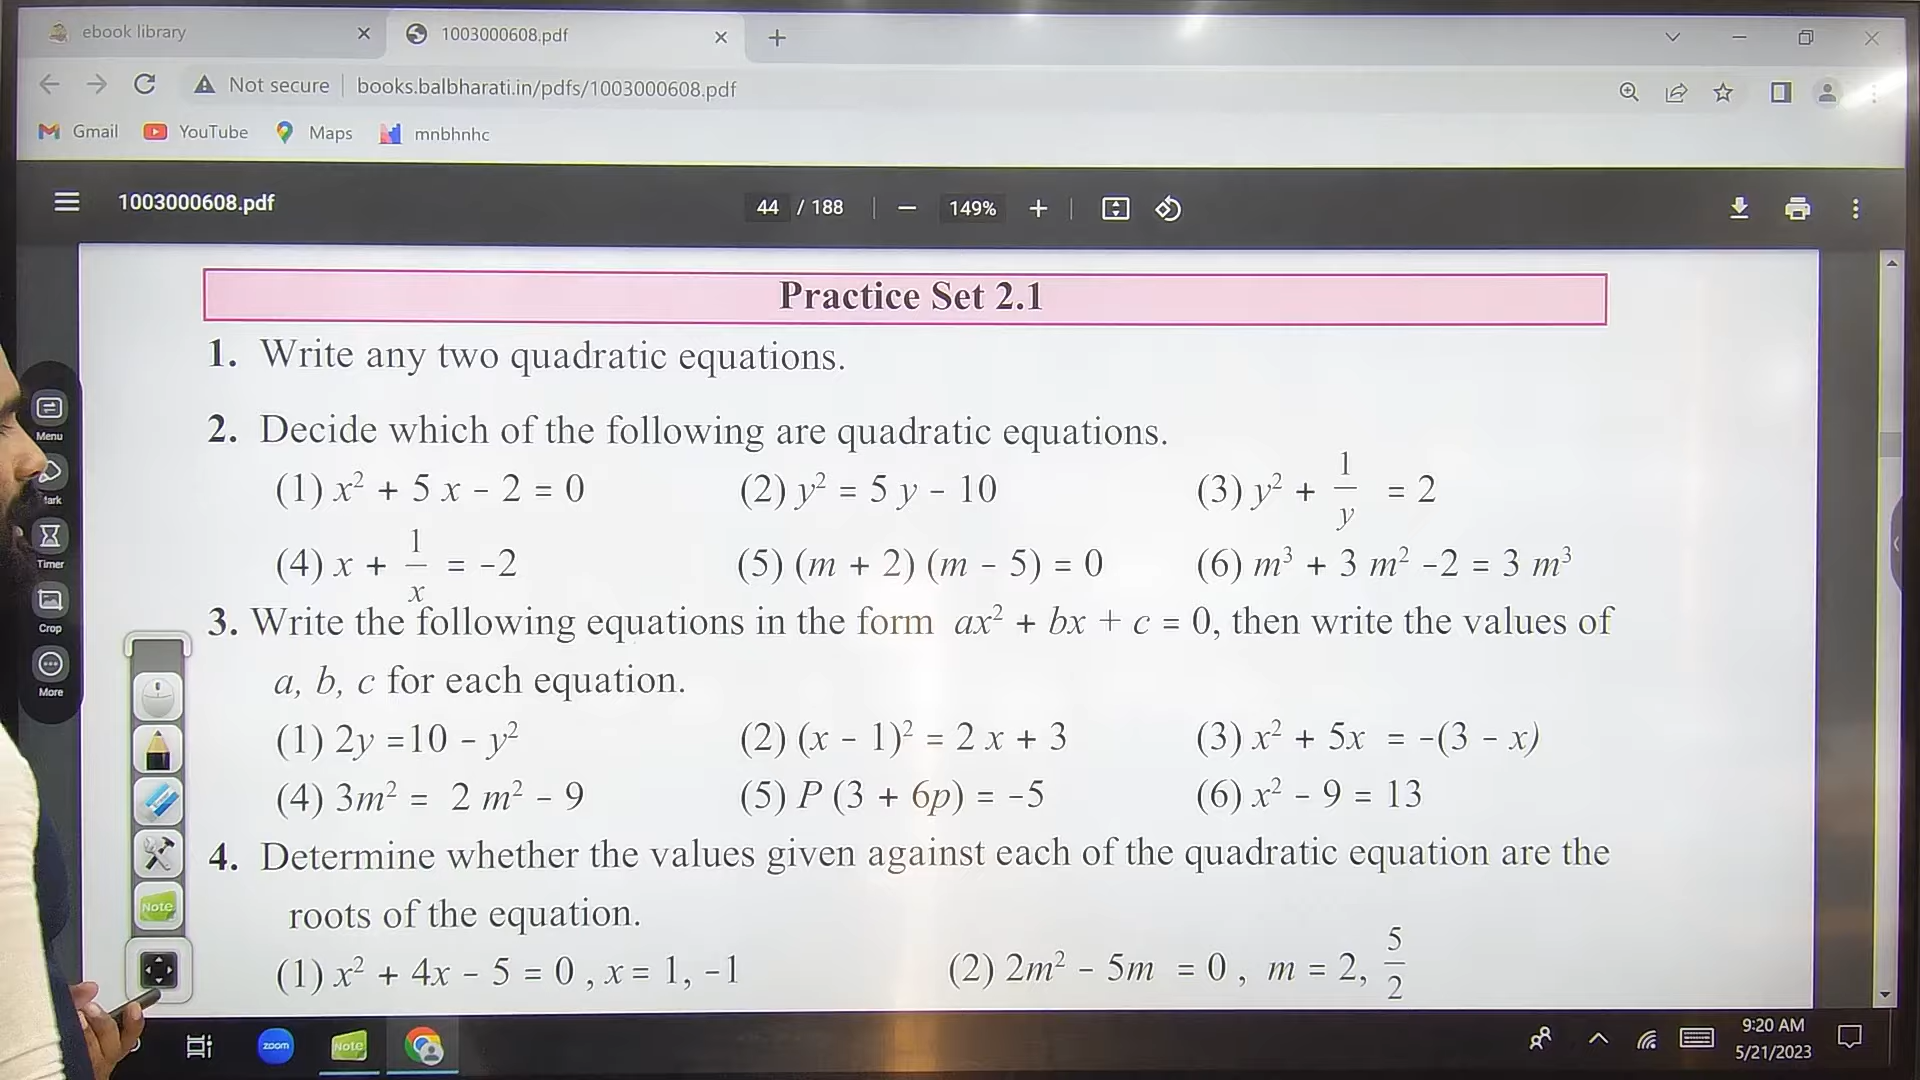 ebook library
1003000608.pdf
Not secure books.balbharati.in/pdfs/1003000608.pdf
Gmail YouTube Maps mnbhnhc
1003000608.pdf 44 / 188 149%
Practice Set 2.1
1. Write any two quadratic equations.
2. Decide which of the following are quadratic equations.
(1) x² + 5 x - 2 = 0 (2) y² = 5 y - 10 (3) y² + 1/y = 2
(4) x + 1/x = -2 (5) (m + 2) (m - 5) = 0 (6) m³ + 3 m² -2 = 3 m³
3. Write the following equations in the form ax² + bx + c = 0, then write the values of
a, b, c for each equation.
(1) 2y =10 - y² (2) (x - 1)² = 2 x + 3 (3) x² + 5x = -(3 - x)
(4) 3m² = 2 m² - 9 (5) P (3 + 6p) = -5 (6) x² - 9 = 13
4. Determine whether the values given against each of the quadratic equation are the
roots of the equation.
(1) x² + 4x - 5 = 0 , x = 1, -1 (2) 2m² - 5m = 0 , m = 2, 5/2
Menu
Timer
Crop
More
Note
zoom
Note
9:20 AM
5/21/2023